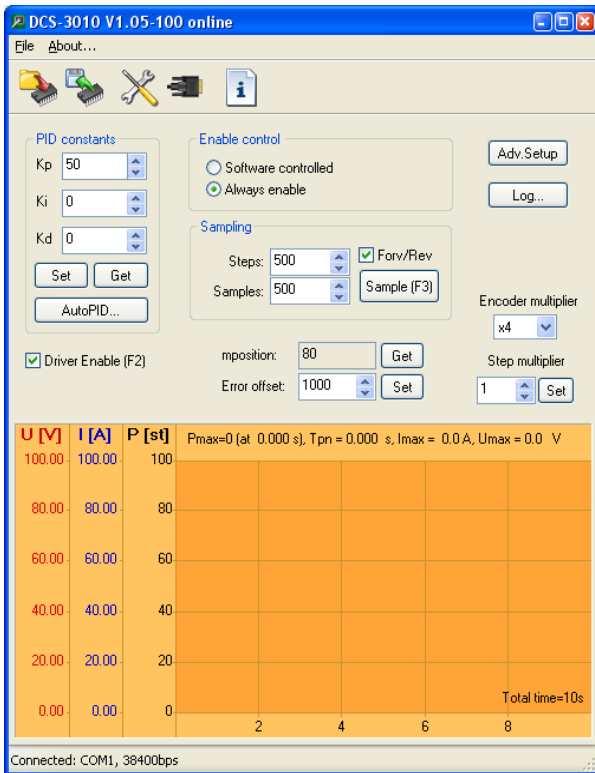 DCS-3010 V1.05-100 online
File About...
PID constants
Kp 50
Ki 0
Kd 0
Set Get
AutoPID...
Enable control
Software controlled
Always enable
Adv.Setup
Log...
Sampling
Steps: 500
Forv/Rev
Samples: 500
Sample (F3)
Encoder multiplier
x4
Driver Enable (F2)
mposition: 80 Get
Error offset: 1000 Set
Step multiplier
1 Set
U [V] I [A] P [st]
Pmax=0 (at 0.000 s), Tpn = 0.000 s, Imax = 0.0 A, Umax = 0.0 V
100.00 100.00 100
80.00 80.00 80
60.00 60.00 60
40.00 40.00 40
20.00 20.00 20
Total time=10s
0.00 0.00 0
2 4 6 8
Connected: COM1, 38400bps